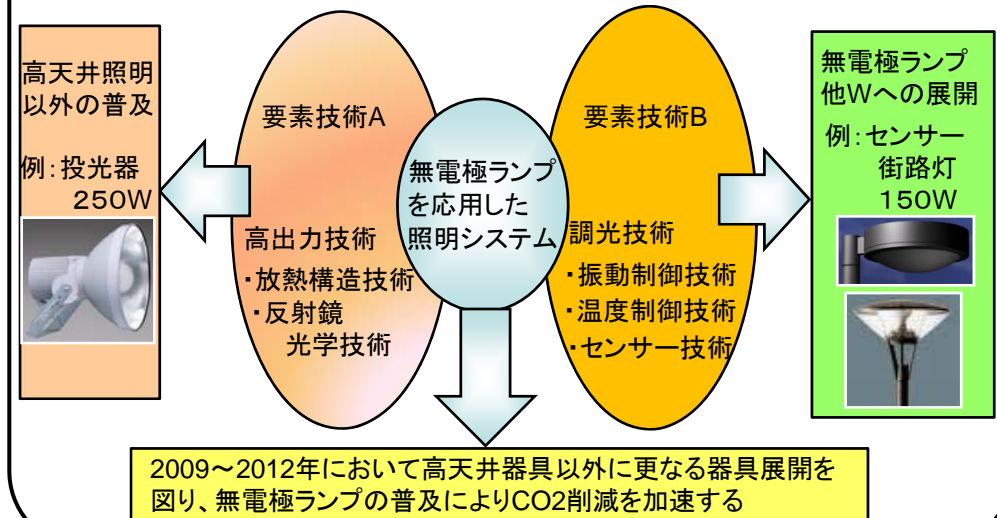 高天井照明
以外の普及
例：投光器
250W
要素技術A
高出力技術
・放熱構造技術
・反射鏡
光学技術
無電極ランプ
を応用した
照明システム
要素技術B
調光技術
・振動制御技術
・温度制御技術
・センサー技術
無電極ランプ
他Wへの展開
例：センサー
街路灯
150W
2009～2012年において高天井器具以外に更なる器具展開を
図り、無電極ランプの普及によりCO2削減を加速する